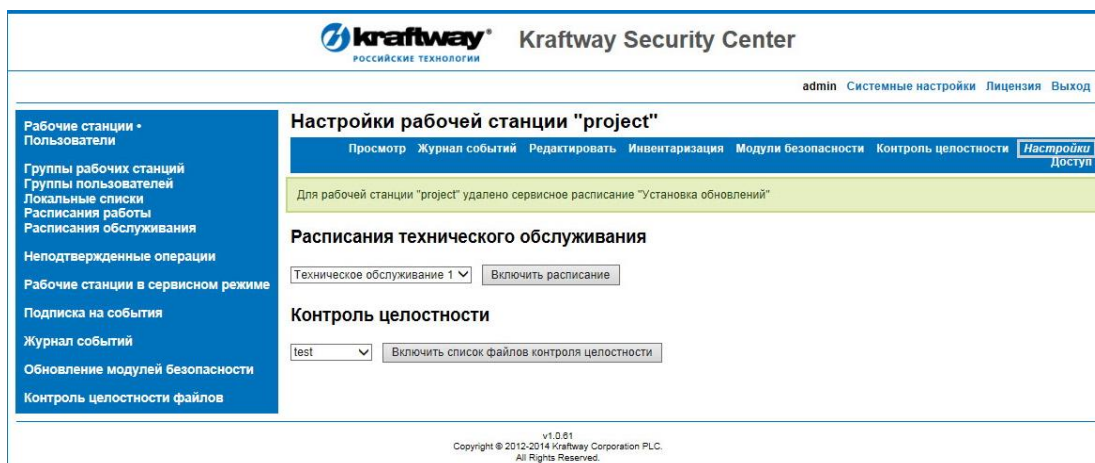 kraftway® Kraftway Security Center
РОССИЙСКИЕ ТЕХНОЛОГИИ
admin Системные настройки Лицензия Выход
Рабочие станции •
Пользователи
Группы рабочих станций
Группы пользователей
Локальные списки
Расписания работы
Расписания обслуживания
Неподтвержденные операции
Рабочие станции в сервисном режиме
Подписка на события
Журнал событий
Обновление модулей безопасности
Контроль целостности файлов
Настройки рабочей станции "project"
Просмотр Журнал событий Редактировать Инвентаризация Модули безопасности Контроль целостности Настройки
Доступ
Для рабочей станции "project" удалено сервисное расписание "Установка обновлений"
Расписания технического обслуживания
Техническое обслуживание 1 Включить расписание
Контроль целостности
test Включить список файлов контроля целостности
v1.0.61
Copyright © 2012-2014 Kraftway Corporation PLC.
All Rights Reserved.